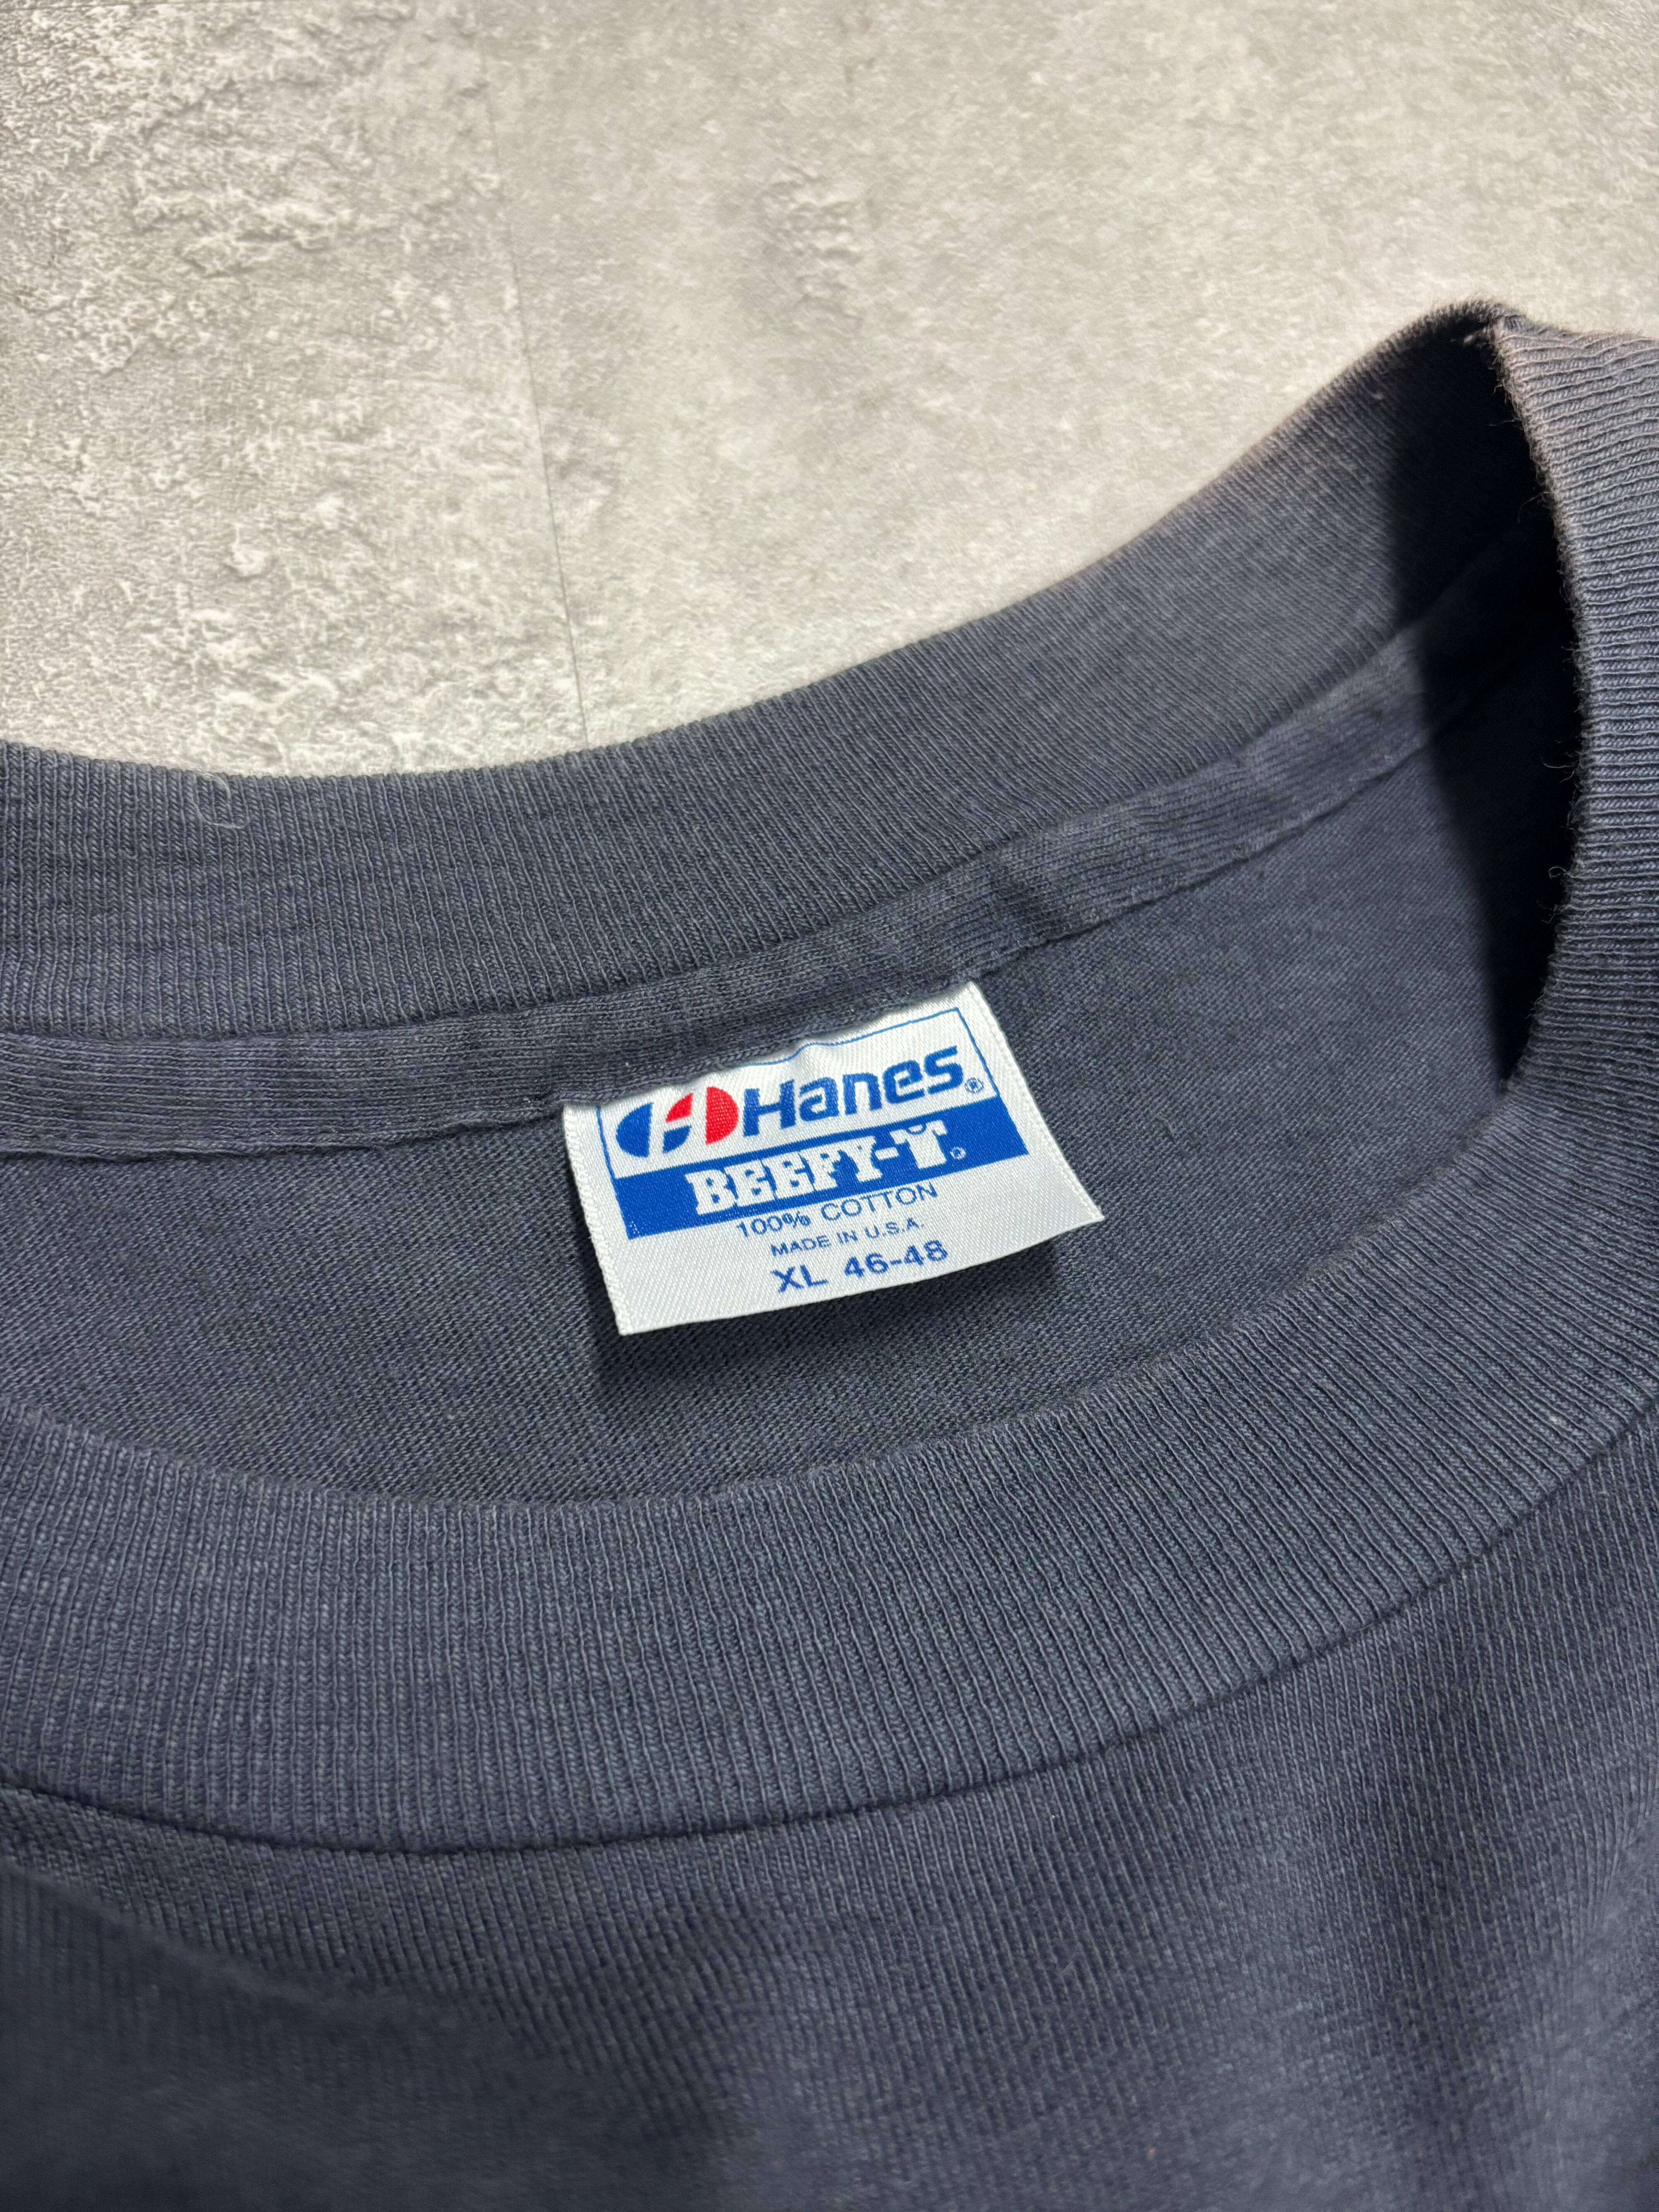 Hanes®
BEEFY-T®
100% COTTON
MADE IN U.S.A.
XL 46-48